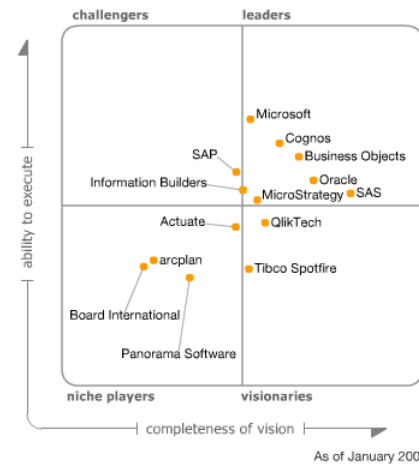 challengers
leaders
Microsoft
Cognos
SAP
Business Objects
Information Builders
Oracle
MicroStrategy
SAS
Actuate
QlikTech
arcplan
Tibco Spotfire
Board International
Panorama Software
niche players
visionaries
ability to execute
completeness of vision
As of January 200